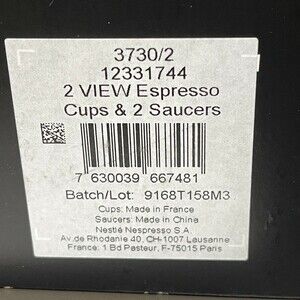 3730/2
12331744
2 VIEW Espresso
Cups & 2 Saucers
7 630039 667481
Batch/Lot: 9168T158M3
Cups: Made in France
Saucers: Made in China
Nestlé Nespresso S.A.
Av.de Rhodanie 40, CH-1007 Lausanne
France: 1 Bd Pasteur, F-75015 Paris